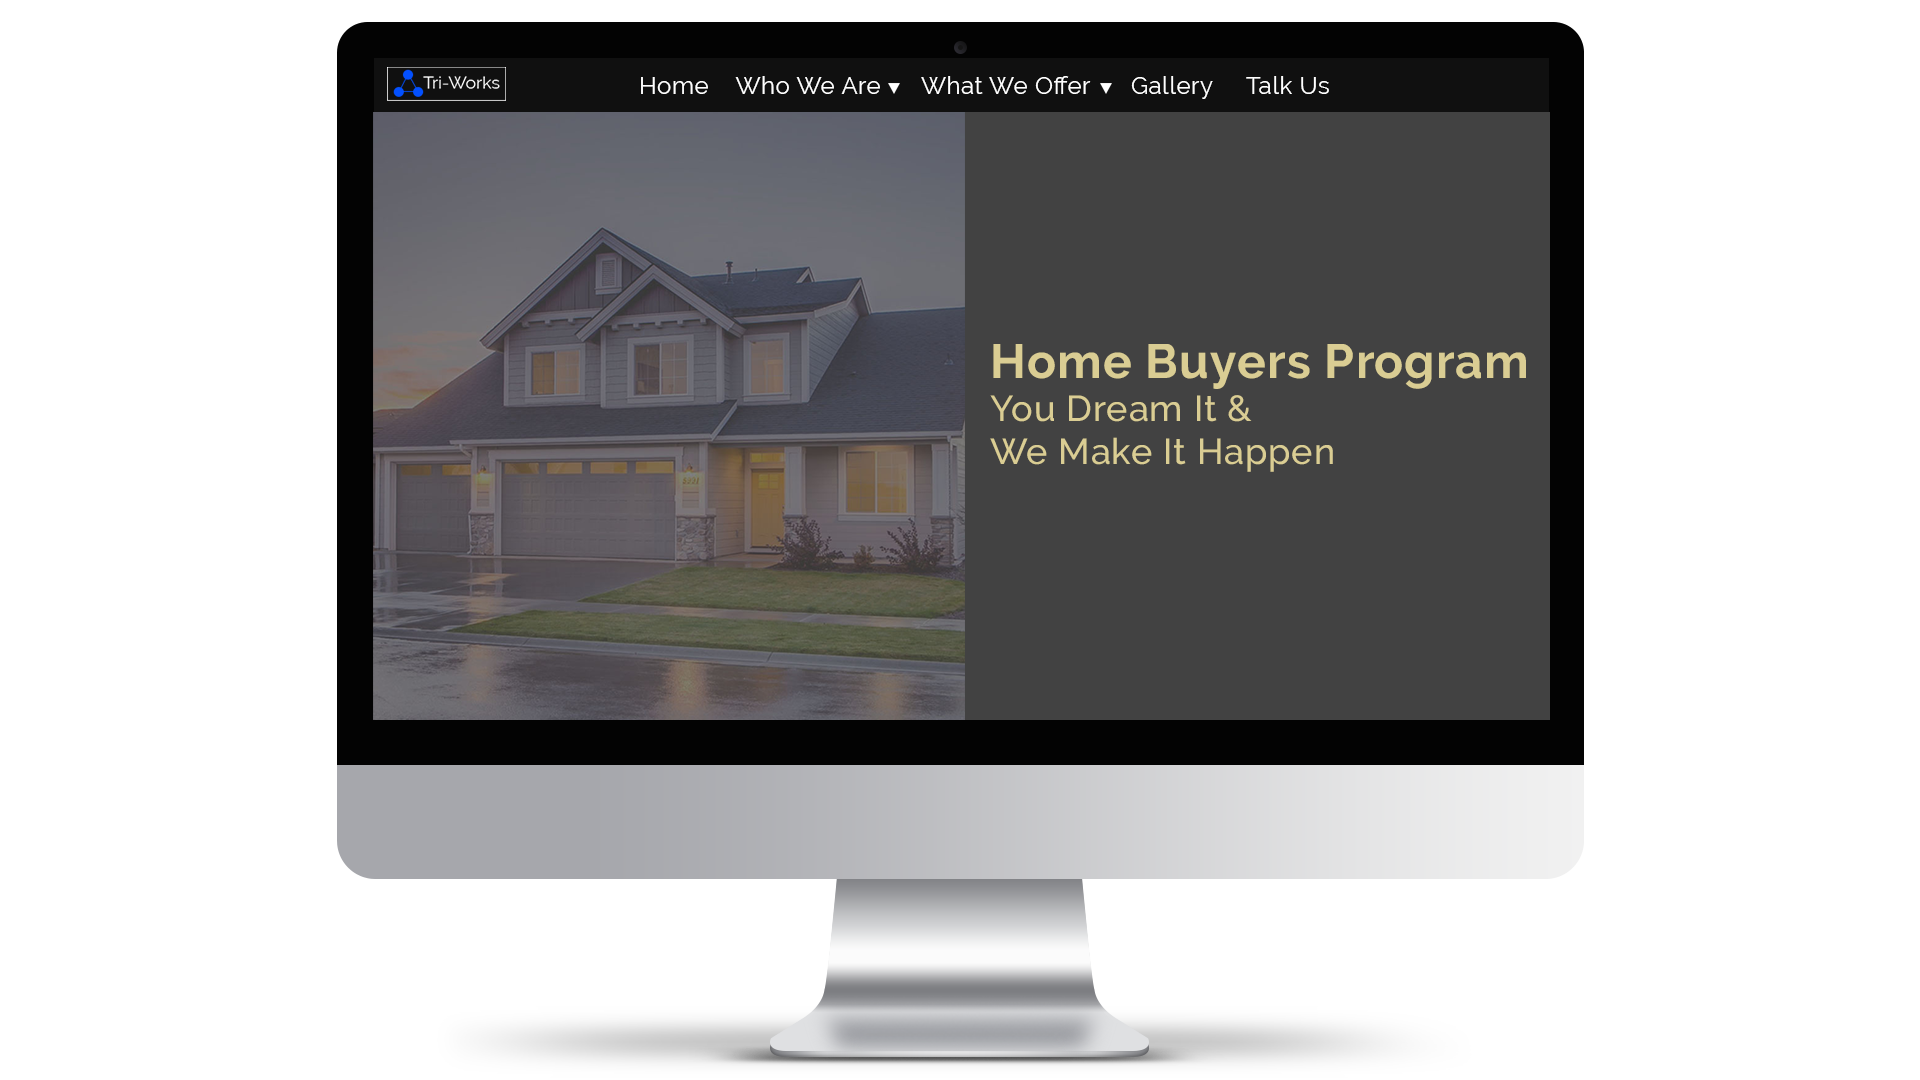 Tri-Works
Home Who We Are ▼ What We Offer ▼ Gallery Talk Us
Home Buyers Program
You Dream It &
We Make It Happen